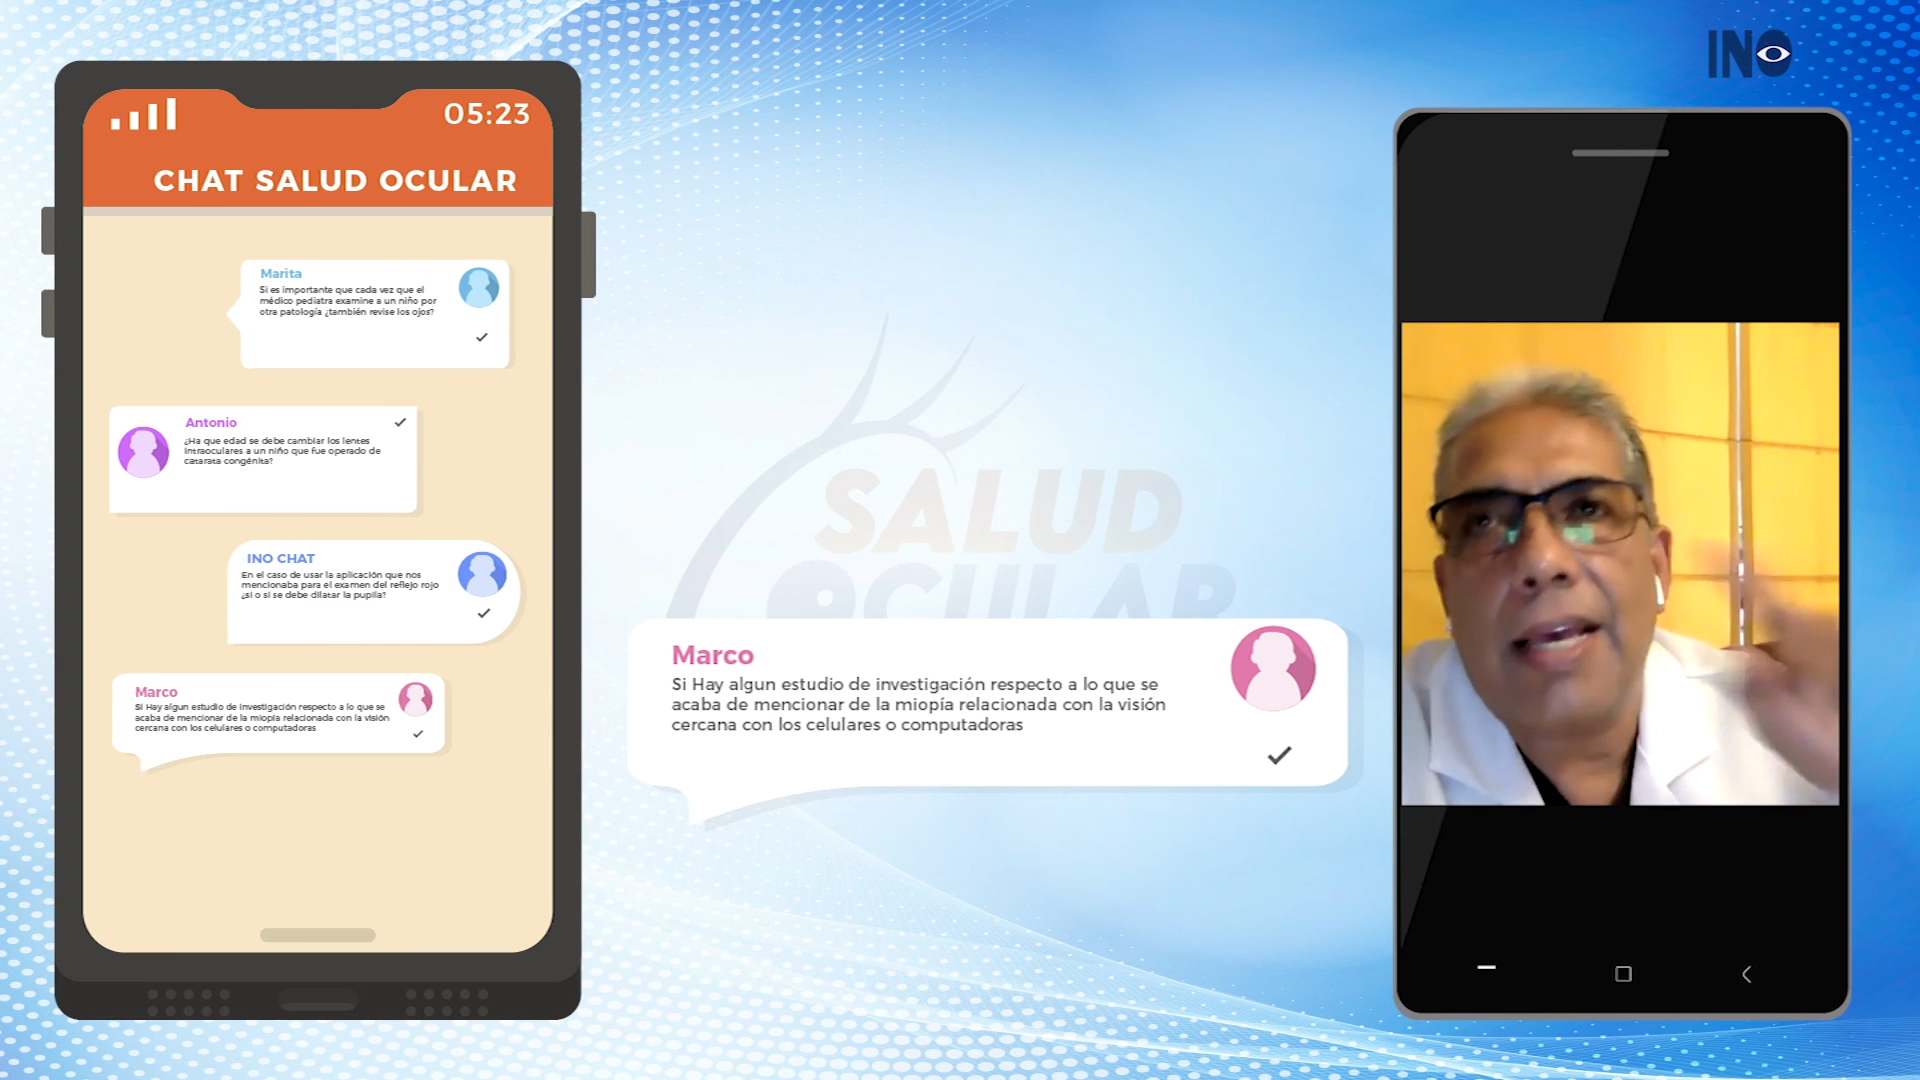 INO
05:23
CHAT SALUD OCULAR
Marita
Si es importante que cada vez que el
médico pediatra examine a un niño por
otra patología ¿también revise los ojos?
Antonio
¿Ha que edad se debe cambiar los lentes
intraoculares a un niño que fue operado de
catarata congénita?
INO CHAT
En el caso de usar la aplicación que nos
mencionaba para el examen del reflejo rojo
¿si o si se debe dilatar la pupila?
Marco
Si Hay algun estudio de investigación respecto a lo que se
acaba de mencionar de la miopía relacionada con la visión
cercana con los celulares o computadoras
SALUD
OCULAR
Marco
Si Hay algun estudio de investigación respecto a lo que se
acaba de mencionar de la miopía relacionada con la visión
cercana con los celulares o computadoras